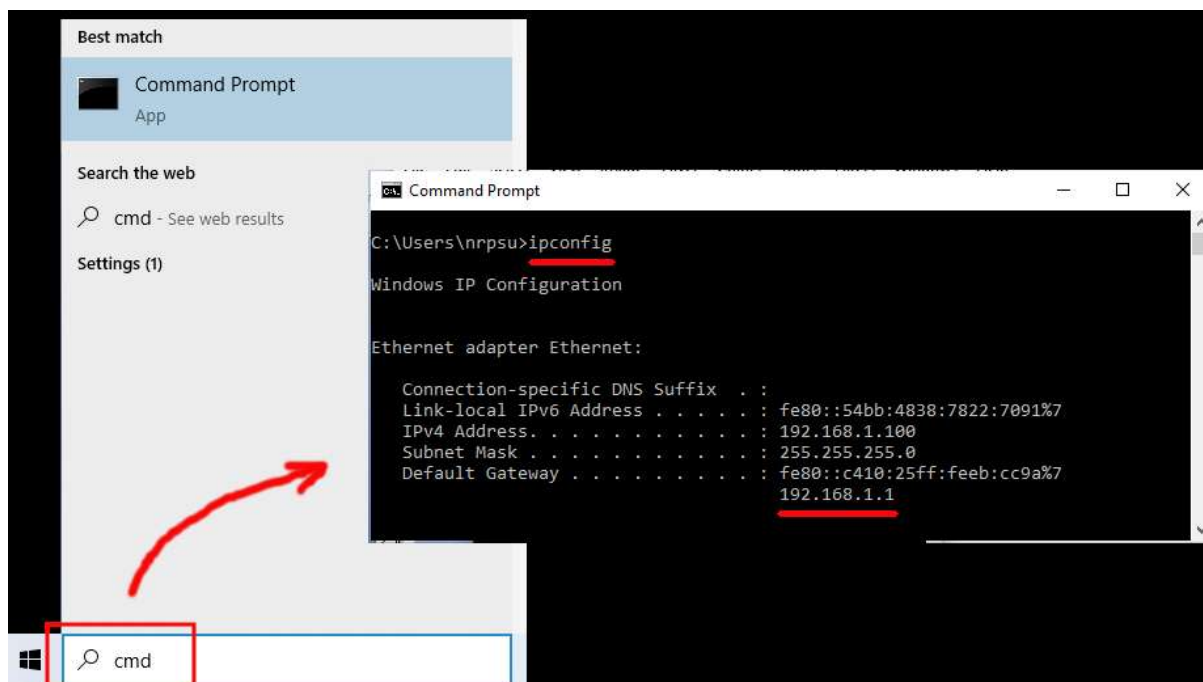 Best match
Command Prompt
App
Search the web
cmd - See web results
Settings (1)
cmd
Command Prompt
C:\Users\nrpsu>ipconfig
Windows IP Configuration
Ethernet adapter Ethernet:
Connection-specific DNS Suffix . :
Link-local IPv6 Address . . . . . : fe80::54bb:4838:7822:7091%7
IPv4 Address. . . . . . . . . . . : 192.168.1.100
Subnet Mask . . . . . . . . . . . : 255.255.255.0
Default Gateway . . . . . . . . . : fe80::c410:25ff:feeb:cc9a%7
192.168.1.1